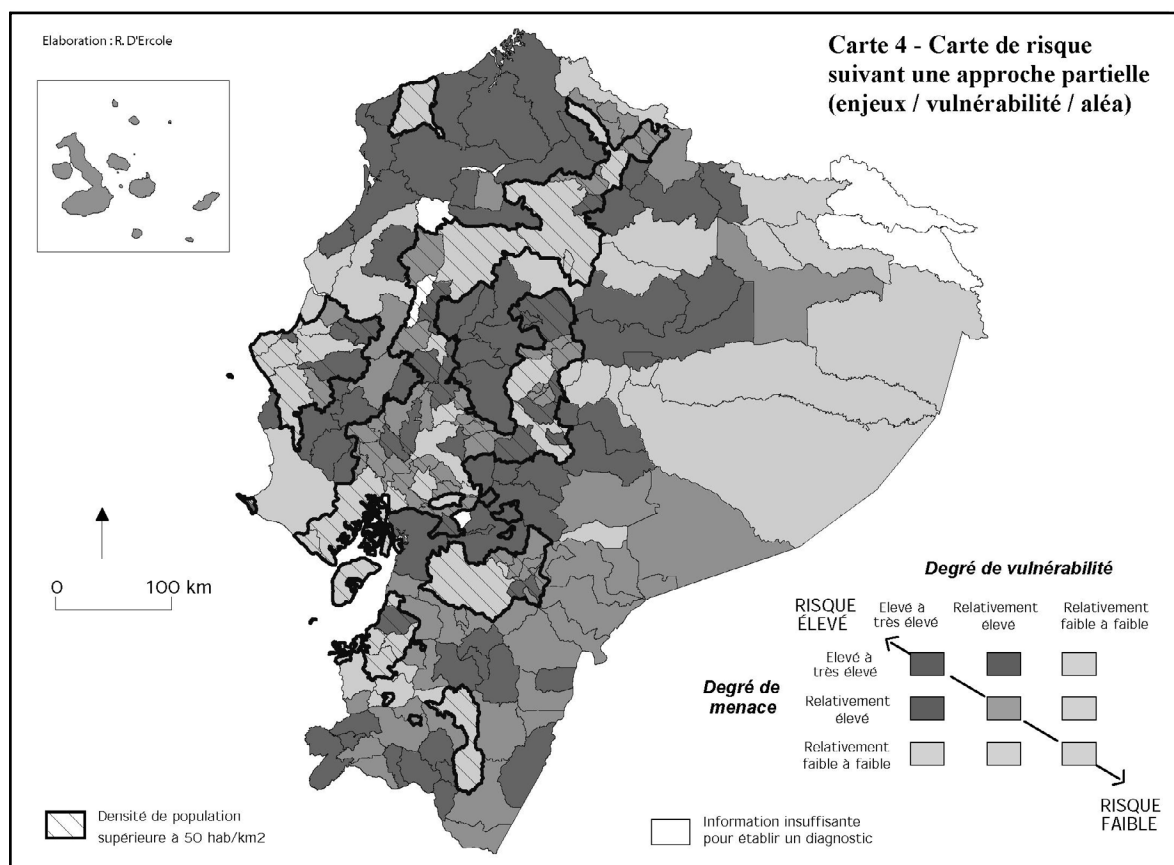 Elaboration : R. D'Ercole
Carte 4 - Carte de risque
suivant une approche partielle
(enjeux / vulnérabilité / aléa)
0 100 km
Degré de vulnérabilité
RISQUE
ÉLEVÉ
Elevé à
très élevé
Relativement
élevé
Relativement
faible à faible
Degré de
menace
Elevé à
très élevé
Relativement
élevé
Relativement
faible à faible
RISQUE
FAIBLE
Densité de population
supérieure à 50 hab/km2
Information insuffisante
pour établir un diagnostic